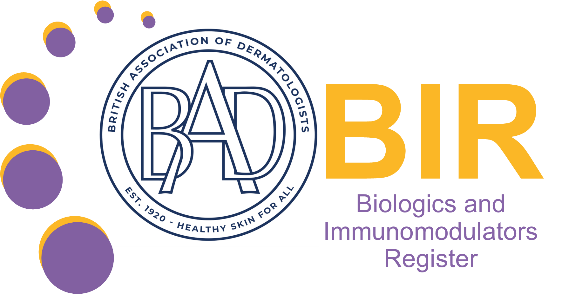 BRITISH ASSOCIATION OF DERMATOLOGISTS
BAD
EST. 1920 - HEALTHY SKIN FOR ALL
BIR
Biologics and
Immunomodulators
Register